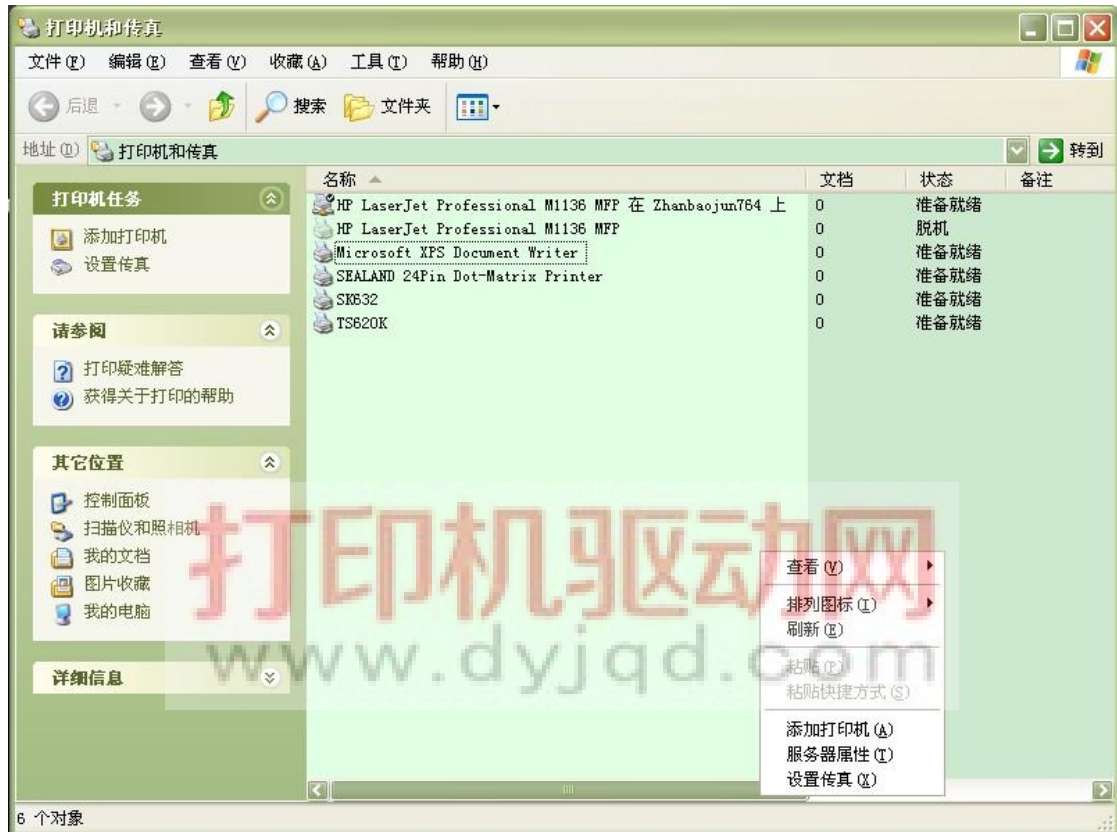 打印机和传真
文件(F) 编辑(E) 查看(V) 收藏(A) 工具(T) 帮助(H)
后退 搜索 文件夹
地址(D) 打印机和传真 转到
打印机任务
添加打印机
设置传真
请参阅
打印疑难解答
获得关于打印的帮助
其它位置
控制面板
扫描仪和照相机
我的文档
图片收藏
我的电脑
详细信息
名称 文档 状态 备注
HP LaserJet Professional M1136 MFP 在 Zhanbaojun764 上 0 准备就绪
HP LaserJet Professional M1136 MFP 0 脱机
Microsoft XPS Document Writer 0 准备就绪
SEALAND 24Pin Dot-Matrix Printer 0 准备就绪
SK632 0 准备就绪
TS620K 0 准备就绪
打印机驱动网
www.dyjqd.com
查看(V)
排列图标(I)
刷新(E)
粘贴(P)
粘贴快捷方式(S)
添加打印机(A)
服务器属性(T)
设置传真(X)
6 个对象